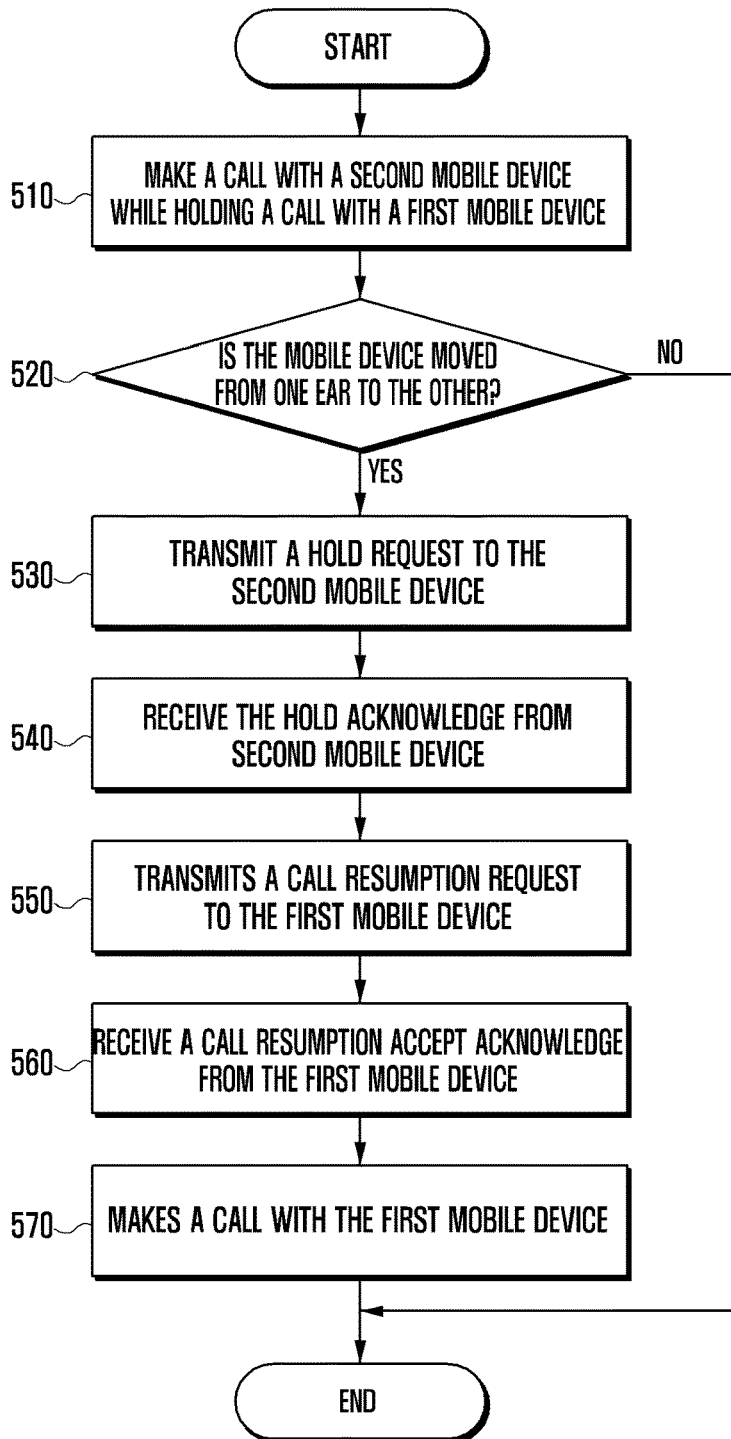 START
510
MAKE A CALL WITH A SECOND MOBILE DEVICE
WHILE HOLDING A CALL WITH A FIRST MOBILE DEVICE
520
IS THE MOBILE DEVICE MOVED
FROM ONE EAR TO THE OTHER?
NO
YES
530
TRANSMIT A HOLD REQUEST TO THE
SECOND MOBILE DEVICE
540
RECEIVE THE HOLD ACKNOWLEDGE FROM
SECOND MOBILE DEVICE
550
TRANSMITS A CALL RESUMPTION REQUEST
TO THE FIRST MOBILE DEVICE
560
RECEIVE A CALL RESUMPTION ACCEPT ACKNOWLEDGE
FROM THE FIRST MOBILE DEVICE
570
MAKES A CALL WITH THE FIRST MOBILE DEVICE
END